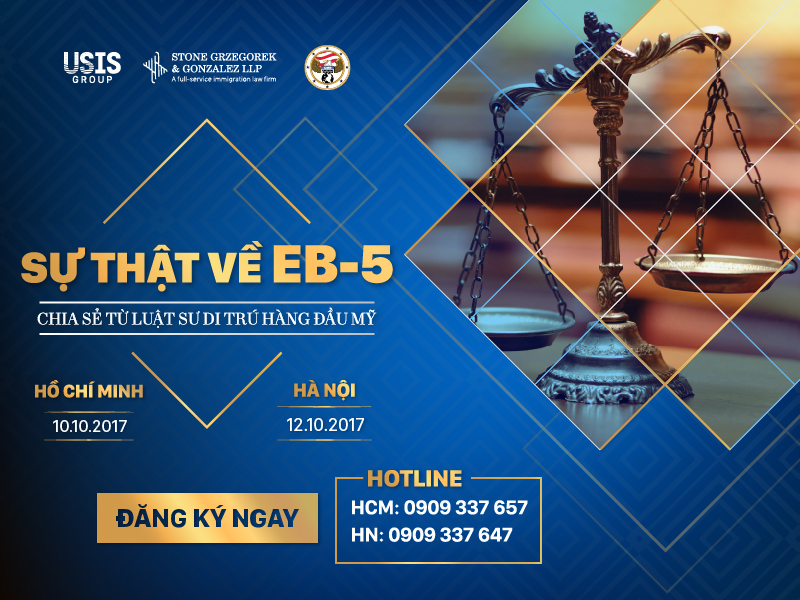 USIS
GROUP
STONE GRZEGOREK
& GONZALEZ LLP
A full-service immigration law firm
SỰ THẬT VỀ EB-5
CHIA SẺ TỪ LUẬT SƯ DI TRÚ HÀNG ĐẦU MỸ
HỒ CHÍ MINH
10.10.2017
HÀ NỘI
12.10.2017
ĐĂNG KÝ NGAY
HOTLINE
HCM: 0909 337 657
HN: 0909 337 647